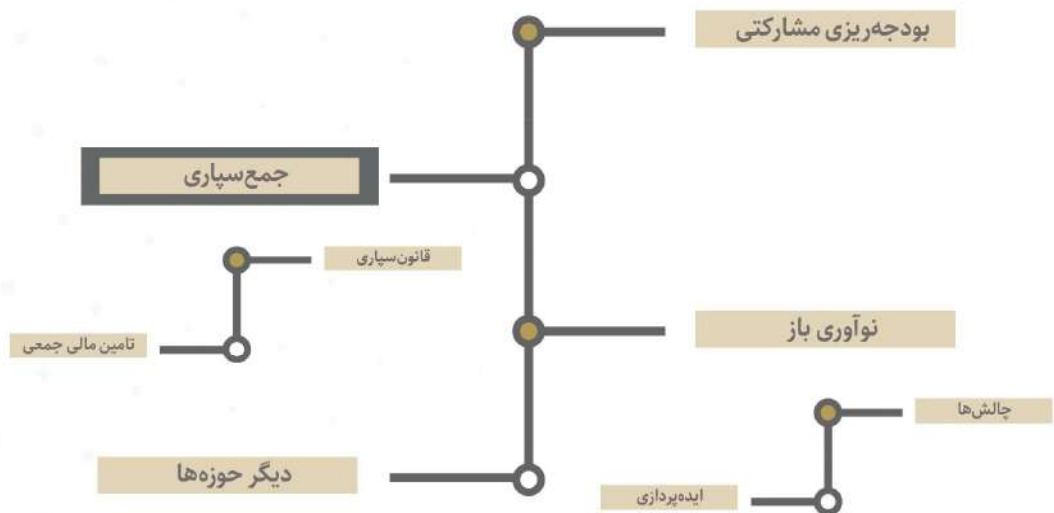 بودجه‌ریزی مشارکتی
جمع‌سپاری
قانون‌سپاری
تامین مالی جمعی
نوآوری باز
چالش‌ها
ایده‌پردازی
دیگر حوزه‌ها